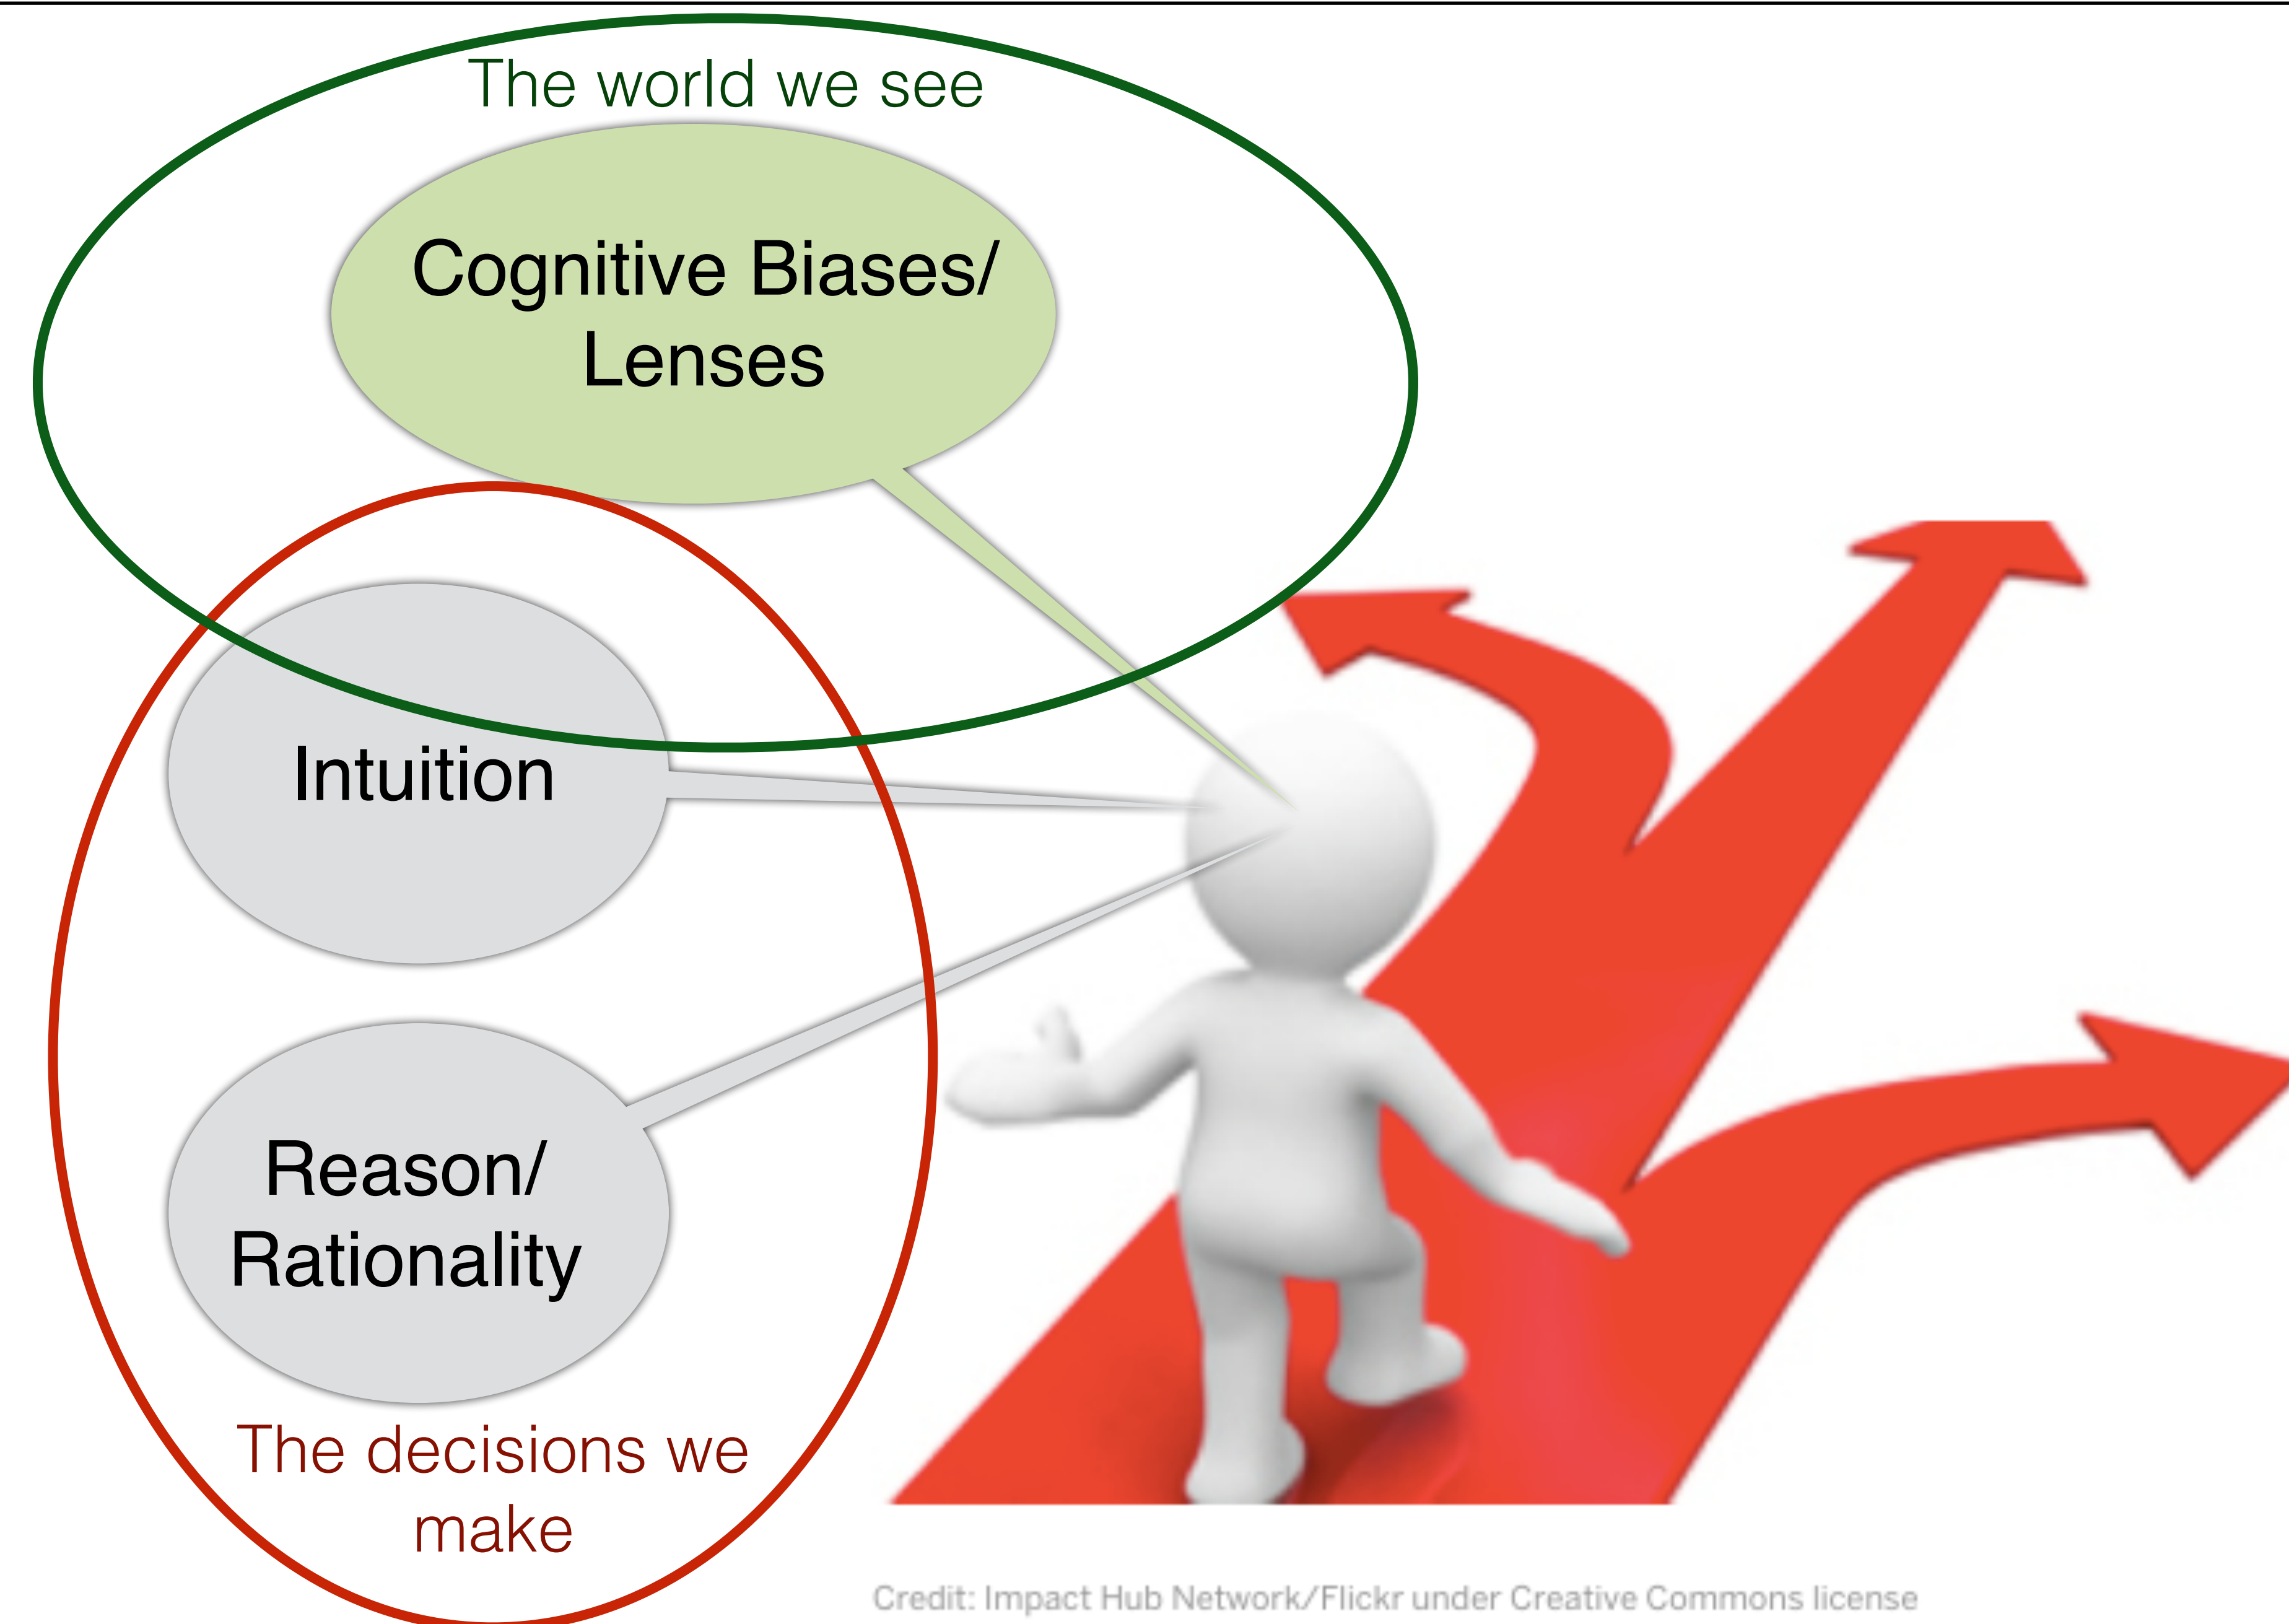 The world we see
Cognitive Biases/
Lenses
Intuition
Reason/
Rationality
The decisions we
make
Credit: Impact Hub Network/Flickr under Creative Commons license